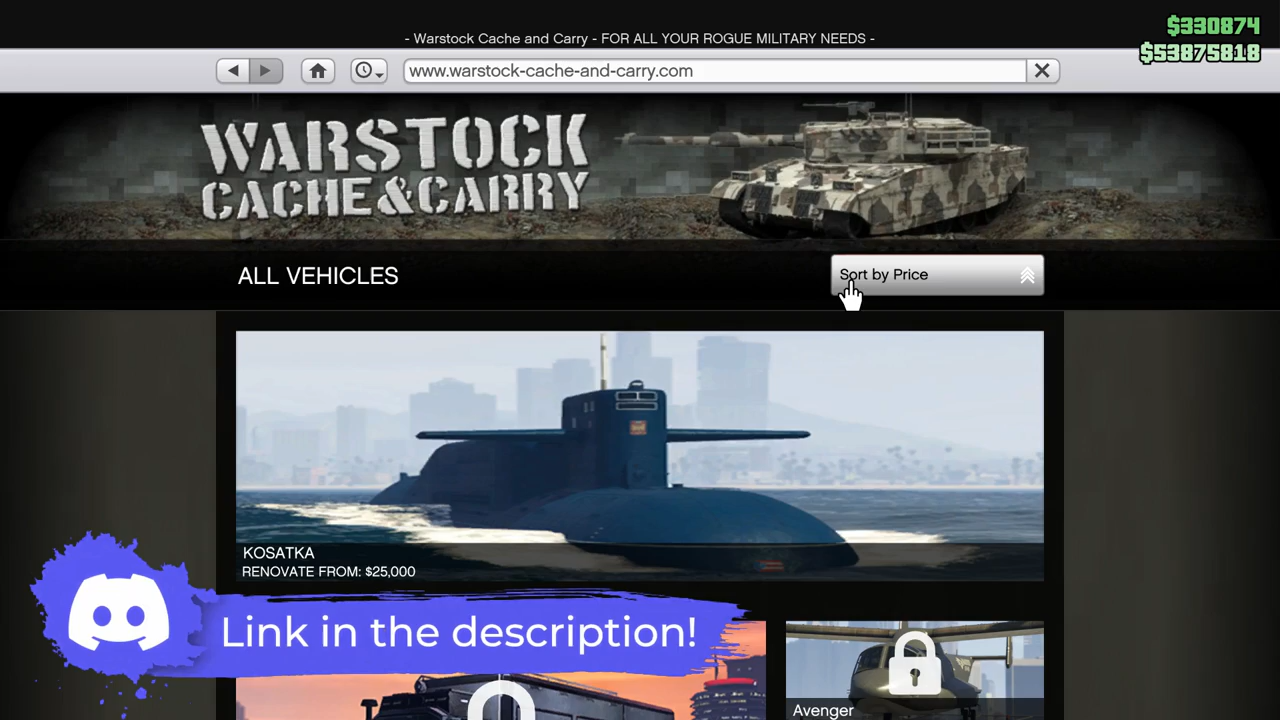 $330874
- Warstock Cache and Carry - FOR ALL YOUR ROGUE MILITARY NEEDS -
$53875818
www.warstock-cache-and-carry.com
WARSTOCK
CACHE&CARRY
ALL VEHICLES
Sort by Price
KOSATKA
RENOVATE FROM: $25,000
Link in the description!
Avenger